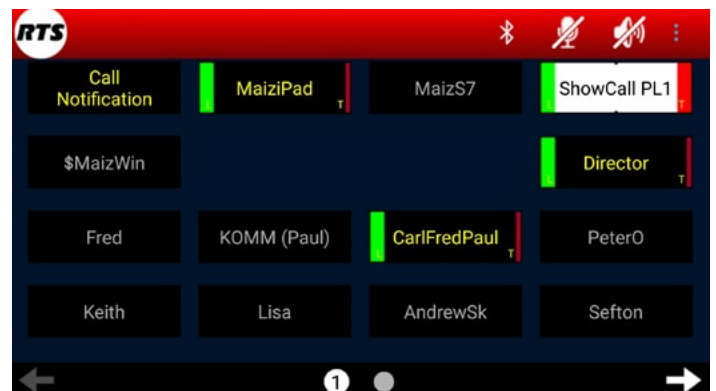 RTS
Call
Notification
MaiziPad
L
T
MaizS7
ShowCall PL1
L
T
$MaizWin
Director
L
T
Fred
KOMM (Paul)
CarlFredPaul
L
T
PeterO
Keith
Lisa
AndrewSk
Sefton
1